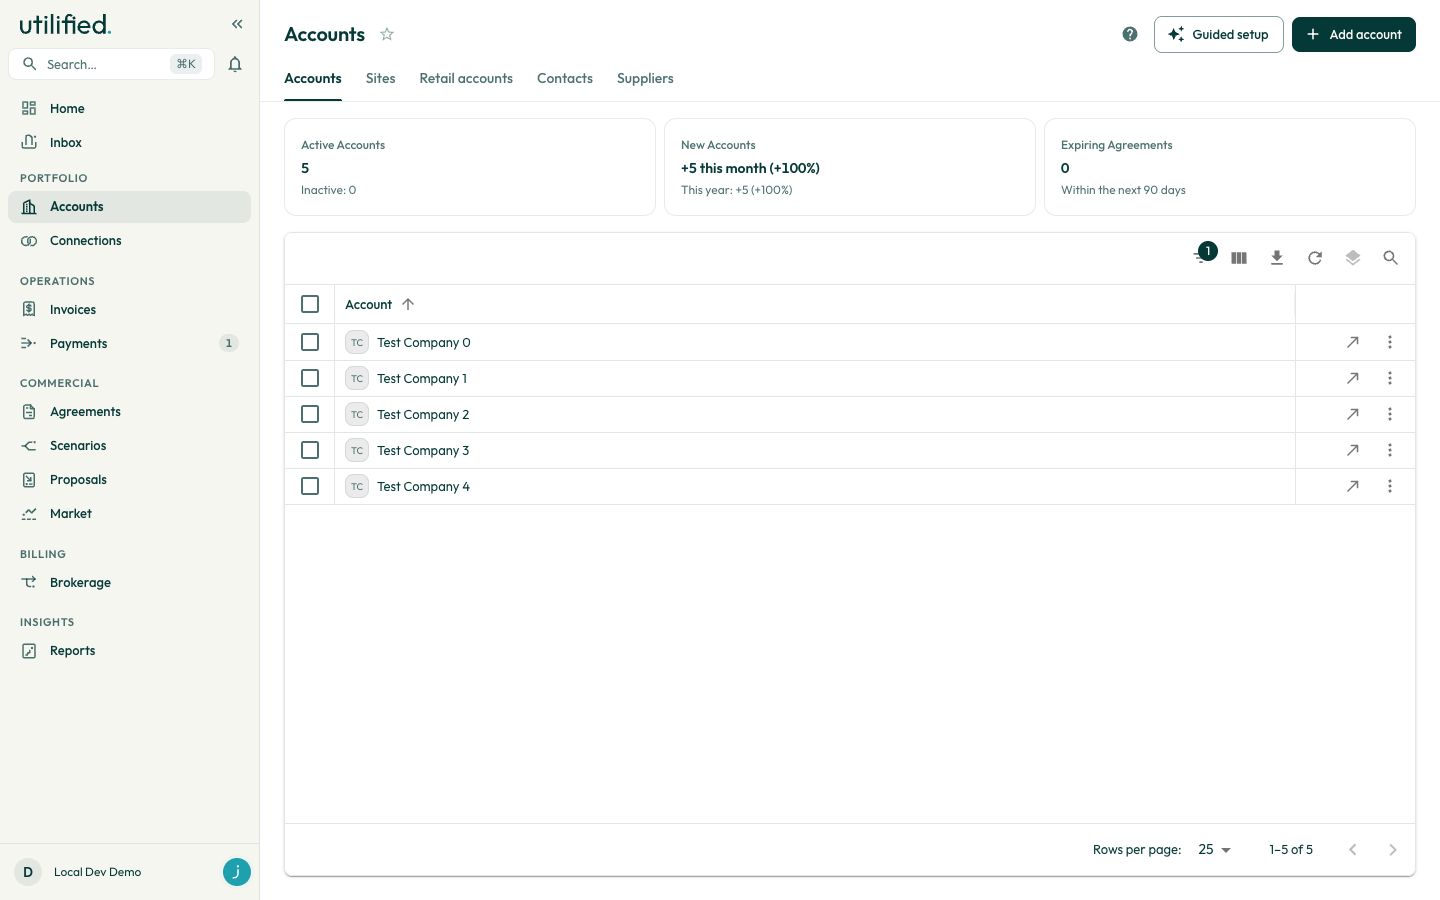 utilified.
Search...
⌘K
Home
Inbox
PORTFOLIO
Accounts
Connections
OPERATIONS
Invoices
Payments
1
COMMERCIAL
Agreements
Scenarios
Proposals
Market
BILLING
Brokerage
INSIGHTS
Reports
D
Local Dev Demo
j
Accounts
Guided setup
Add account
Accounts
Sites
Retail accounts
Contacts
Suppliers
Active Accounts
5
Inactive: 0
New Accounts
+5 this month (+100%)
This year: +5 (+100%)
Expiring Agreements
0
Within the next 90 days
1
Account
TC Test Company 0
TC Test Company 1
TC Test Company 2
TC Test Company 3
TC Test Company 4
Rows per page: 25 1–5 of 5